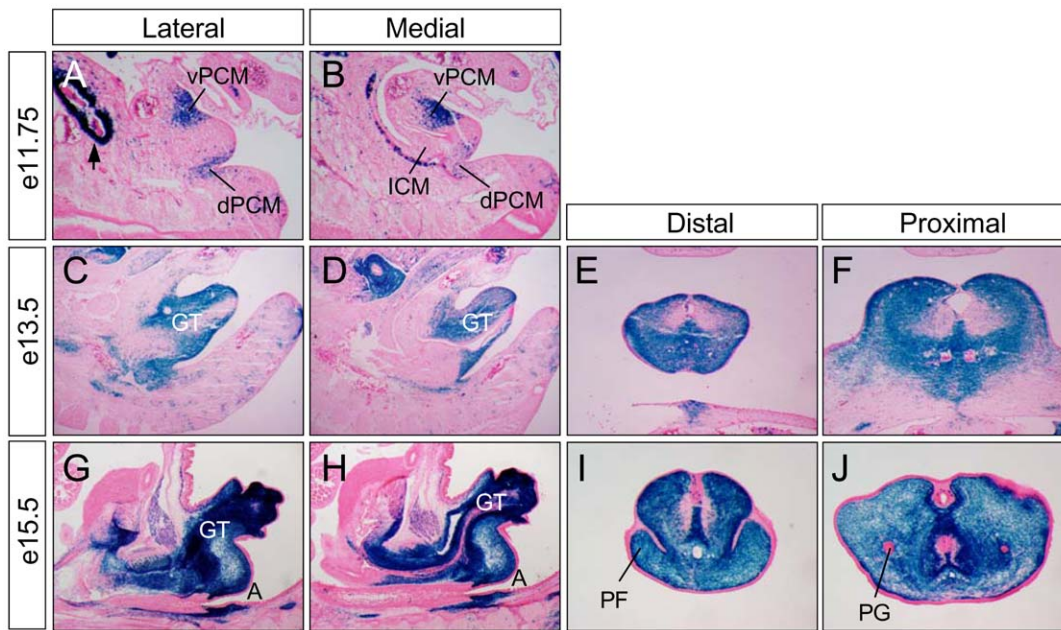 Lateral
Medial
e11.75
A
vPCM
dPCM
B
vPCM
ICM
dPCM
Distal
Proximal
e13.5
C
GT
D
GT
E
F
e15.5
G
GT
A
H
GT
A
I
PF
J
PG